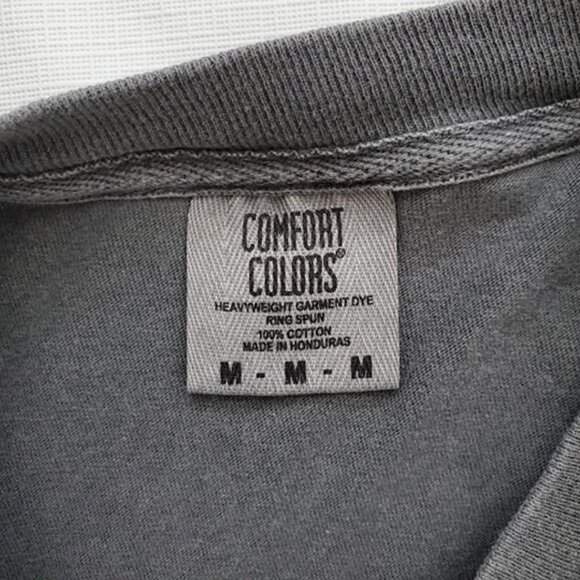 COMFORT
COLORS®
HEAVYWEIGHT GARMENT DYE
RING SPUN
100% COTTON
MADE IN HONDURAS
M - M - M